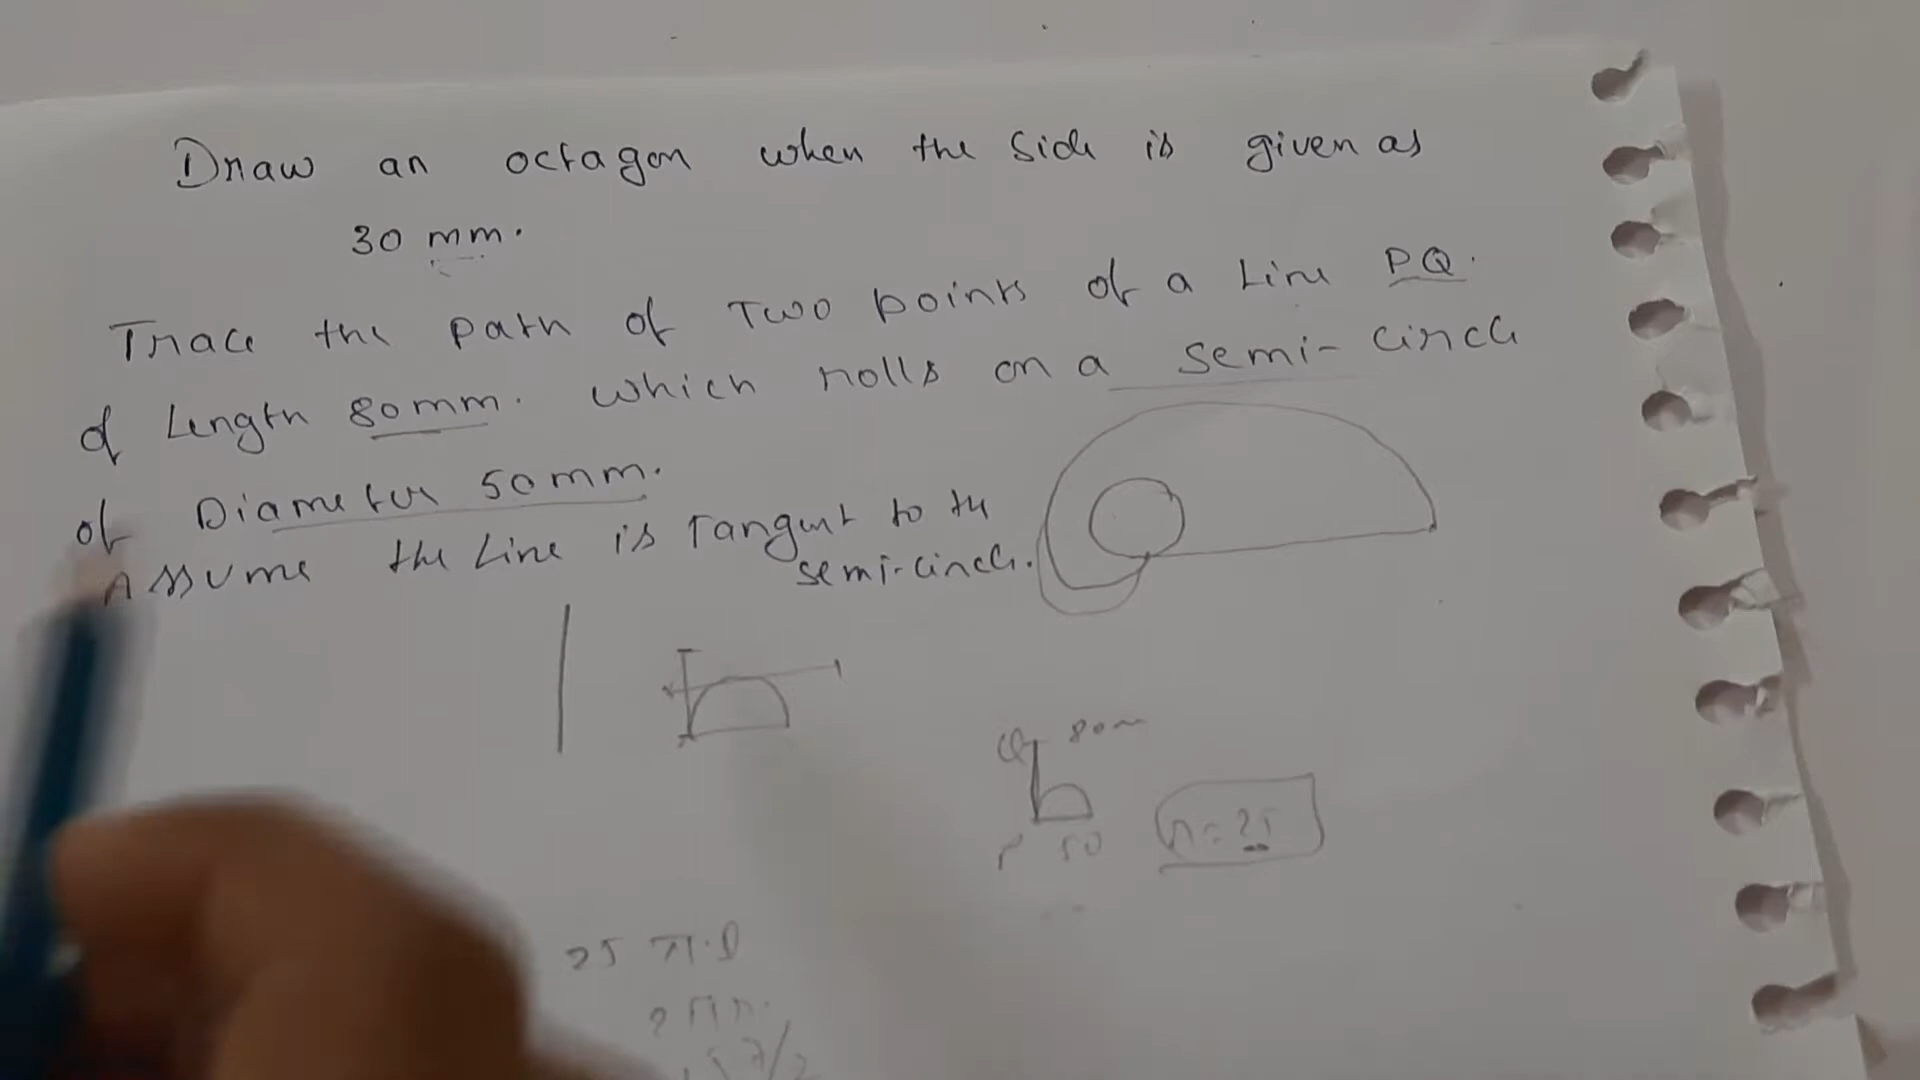 Draw an octagon when the side is given as
30 mm.
Trace the path of Two points of a Line PQ.
of Length 80mm. which rolls on a semi-circle
of Diameter 50mm.
Assume the Line is Tangent to the
semi-circle.
Q 80m
P 50
r = 25
25 π.D
2πr